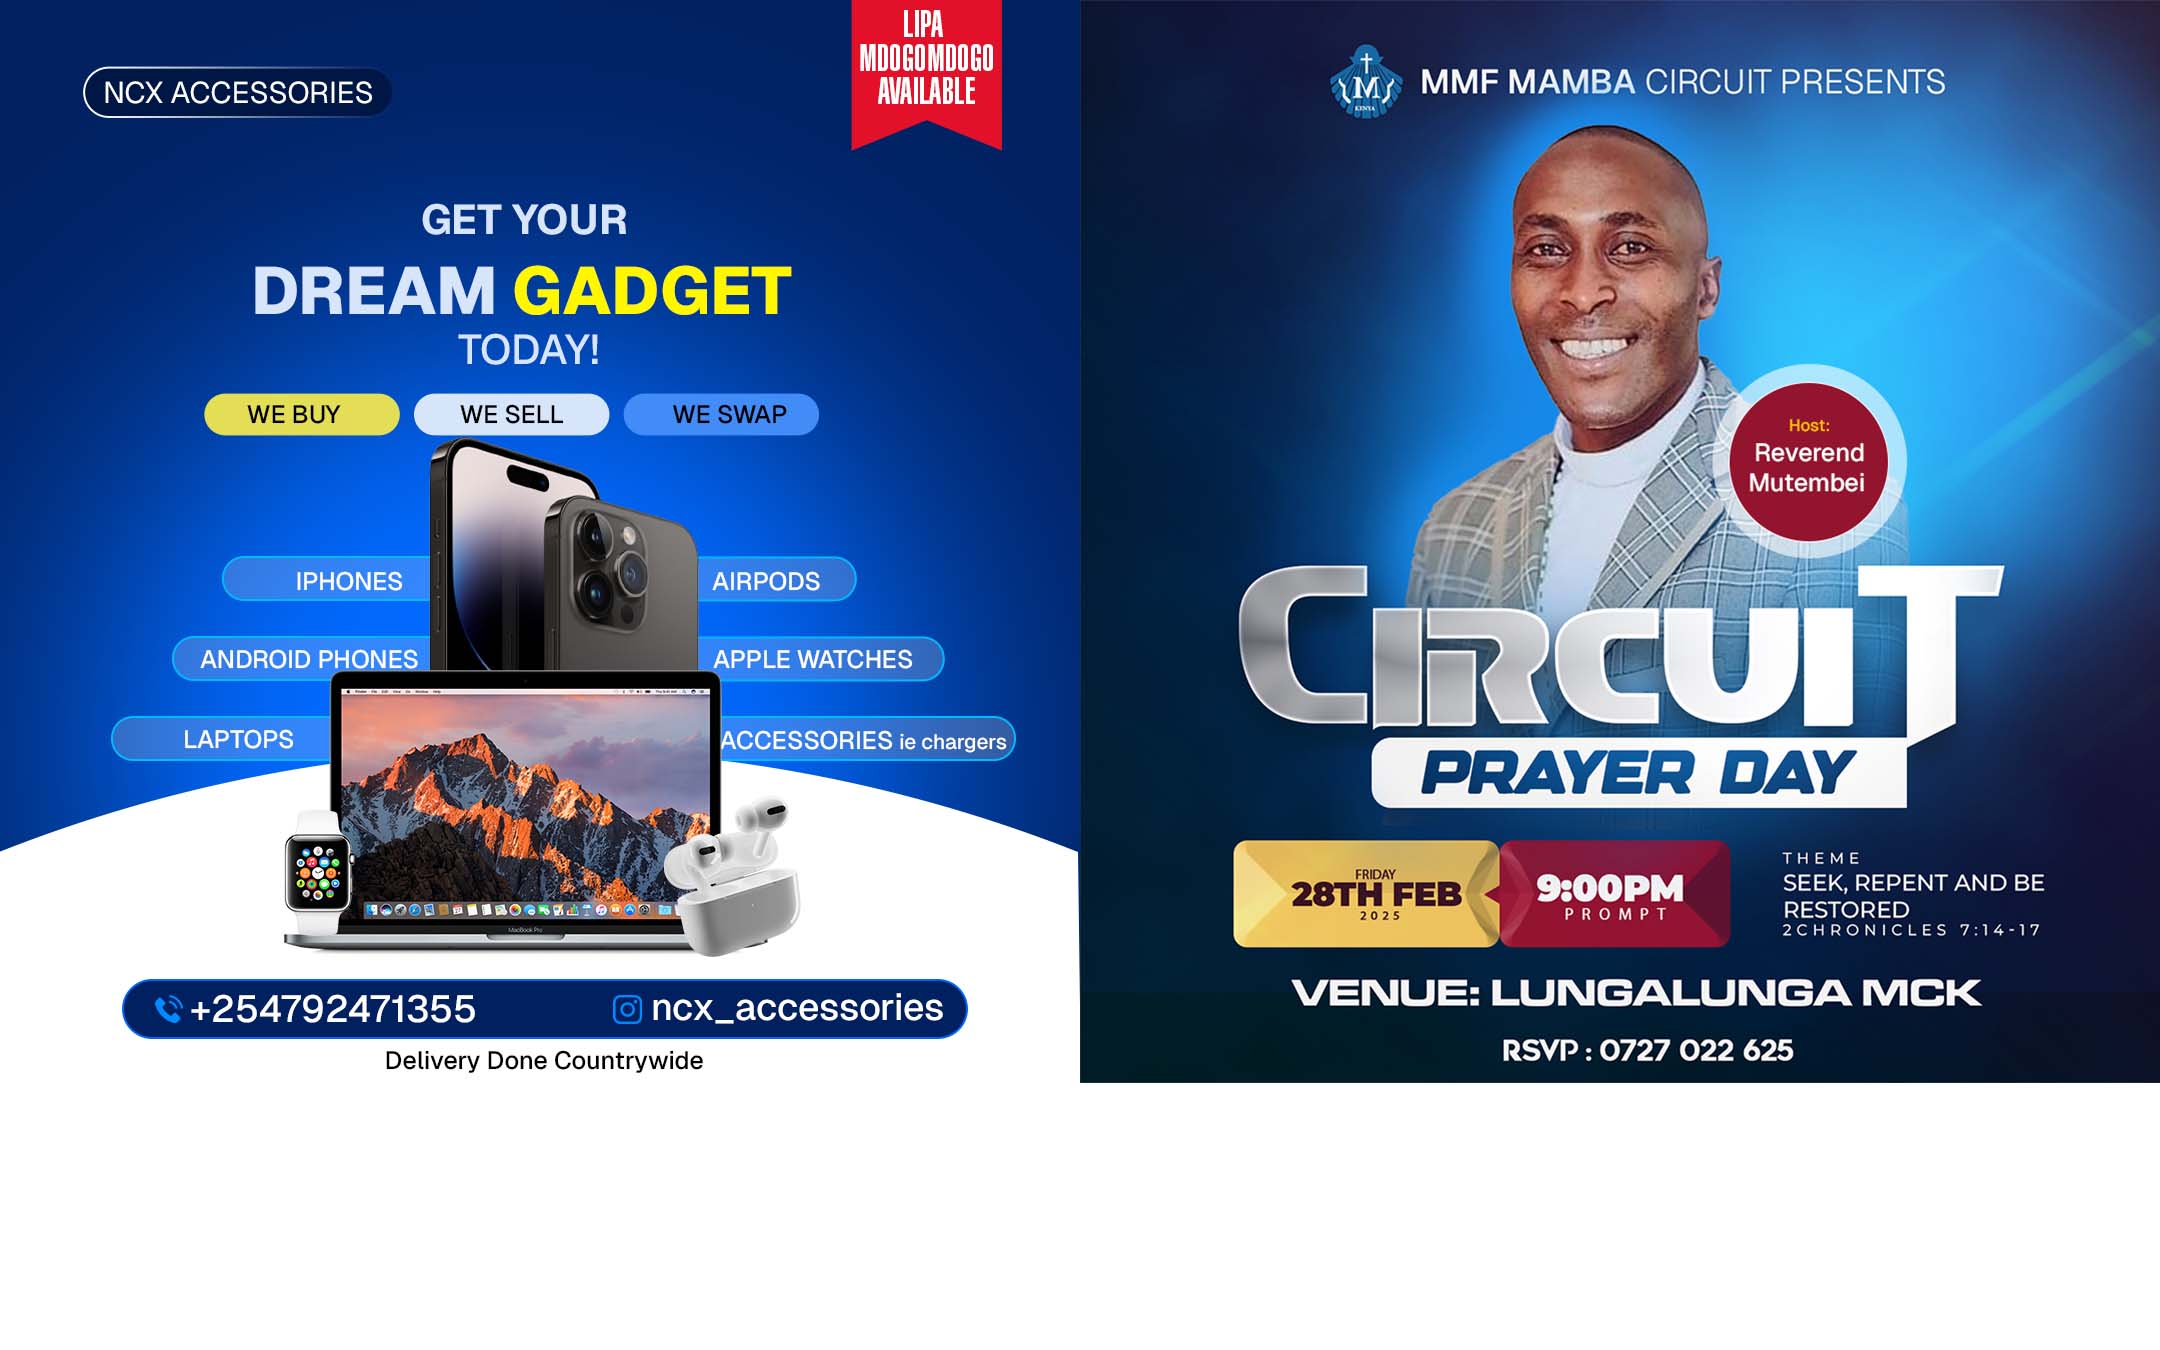 NCX ACCESSORIES
LIPA
MDOGOMDOGO
AVAILABLE
GET YOUR
DREAM GADGET
TODAY!
WE BUY
WE SELL
WE SWAP
IPHONES
AIRPODS
ANDROID PHONES
APPLE WATCHES
LAPTOPS
ACCESSORIES ie chargers
MacBook Pro
+254792471355
ncx_accessories
Delivery Done Countrywide
M
KENYA
MMF MAMBA CIRCUIT PRESENTS
Host:
Reverend
Mutembei
CIRCUIT
PRAYER DAY
FRIDAY
28TH FEB
2025
9:00PM
PROMPT
THEME
SEEK, REPENT AND BE
RESTORED
2CHRONICLES 7:14-17
VENUE: LUNGALUNGA MCK
RSVP : 0727 022 625